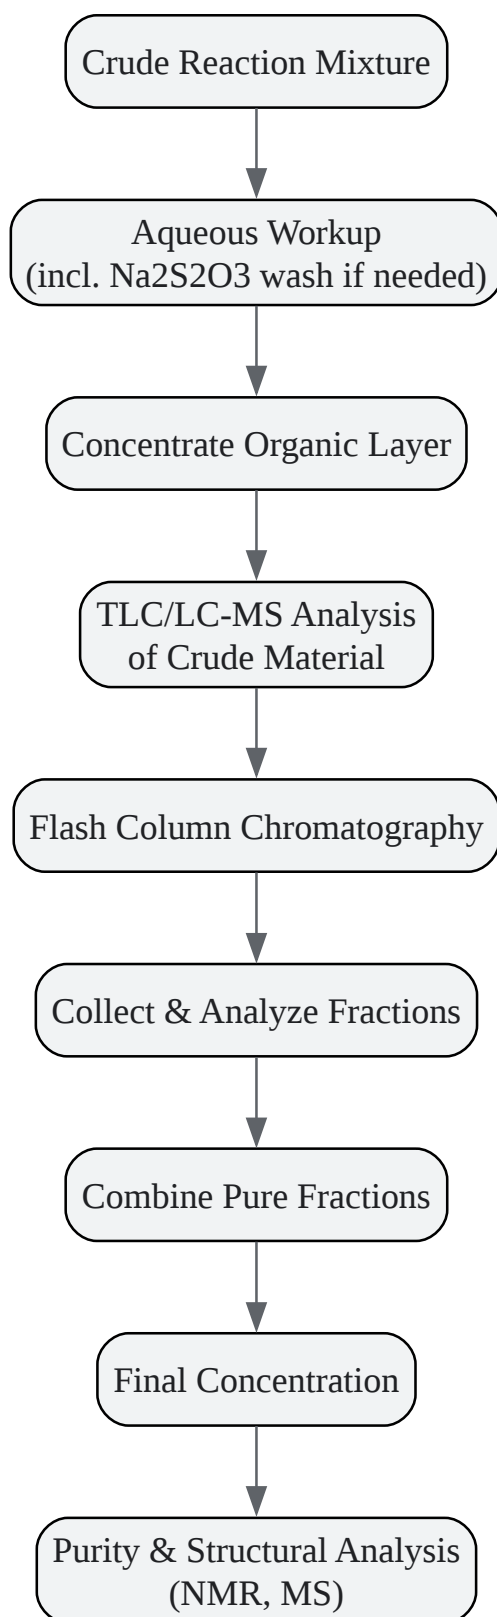 Crude Reaction Mixture
Aqueous Workup
(incl. Na2S2O3 wash if needed)
Concentrate Organic Layer
TLC/LC-MS Analysis
of Crude Material
Flash Column Chromatography
Collect & Analyze Fractions
Combine Pure Fractions
Final Concentration
Purity & Structural Analysis
(NMR, MS)